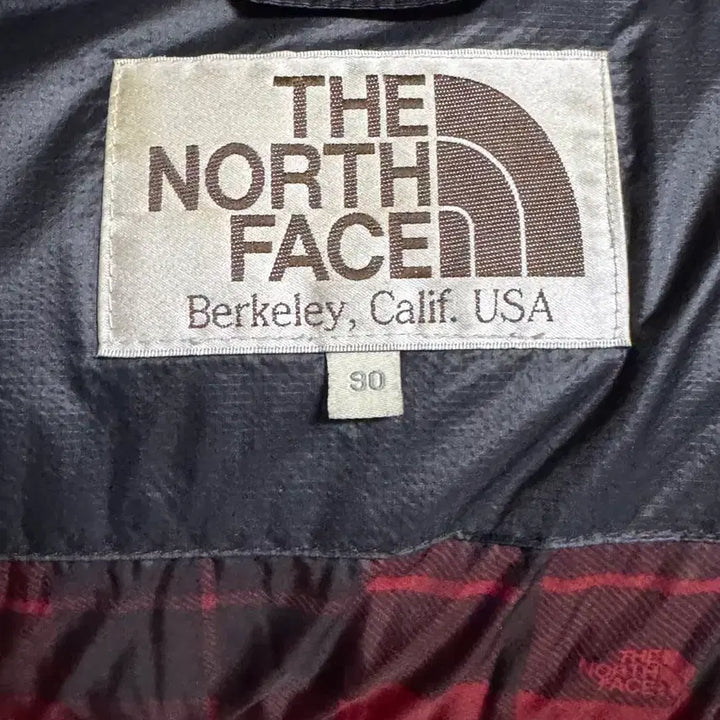 THE
NORTH
FACE
Berkeley, Calif. USA
90
THE
NORTH
FACE